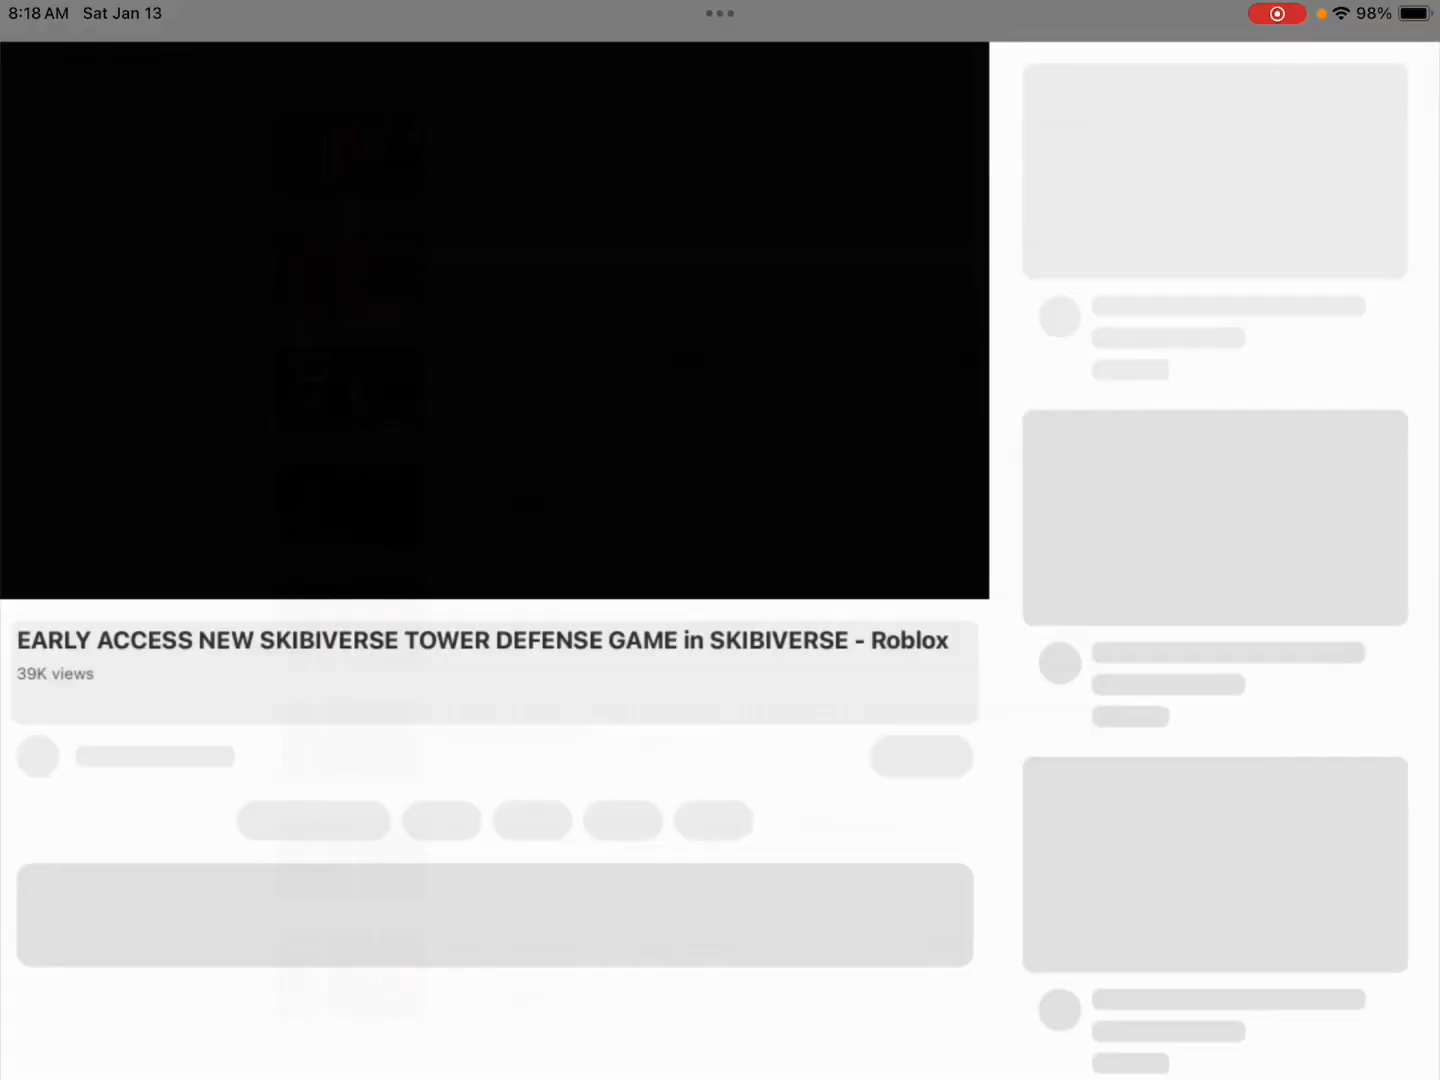 8:18 AM Sat Jan 13
98%
EARLY ACCESS NEW SKIBIVERSE TOWER DEFENSE GAME in SKIBIVERSE - Roblox
39K views